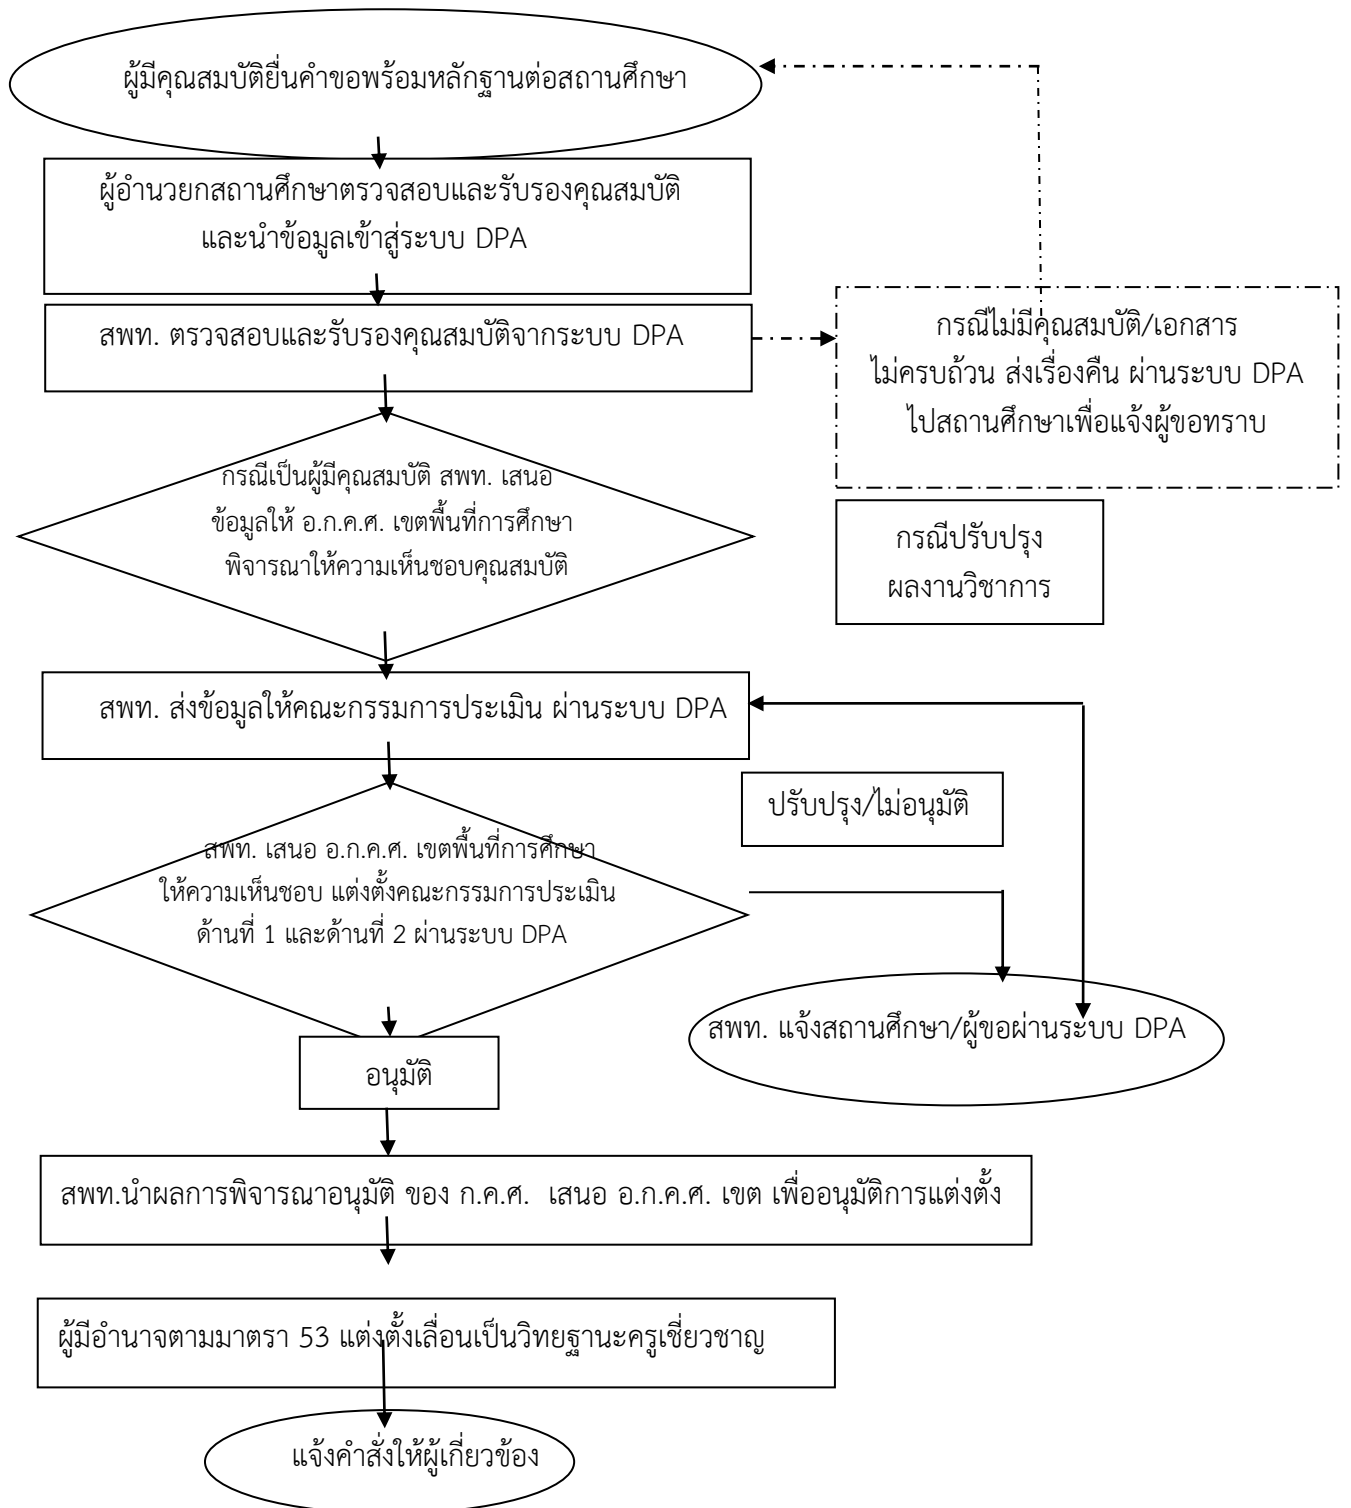 ผู้มีคุณสมบัติยื่นคำขอพร้อมหลักฐานต่อสถานศึกษา
ผู้อำนวยกสถานศึกษาตรวจสอบและรับรองคุณสมบัติ
และนำข้อมูลเข้าสู่ระบบ DPA
สพท. ตรวจสอบและรับรองคุณสมบัติจากระบบ DPA
กรณีไม่มีคุณสมบัติ/เอกสาร
ไม่ครบถ้วน ส่งเรื่องคืน ผ่านระบบ DPA
ไปสถานศึกษาเพื่อแจ้งผู้ขอทราบ
กรณีเป็นผู้มีคุณสมบัติ สพท. เสนอ
ข้อมูลให้ อ.ก.ค.ศ. เขตพื้นที่การศึกษา
พิจารณาให้ความเห็นชอบคุณสมบัติ
กรณีปรับปรุง
ผลงานวิชาการ
สพท. ส่งข้อมูลให้คณะกรรมการประเมิน ผ่านระบบ DPA
ปรับปรุง/ไม่อนุมัติ
สพท. เสนอ อ.ก.ค.ศ. เขตพื้นที่การศึกษา
ให้ความเห็นชอบ แต่งตั้งคณะกรรมการประเมิน
ด้านที่ 1 และด้านที่ 2 ผ่านระบบ DPA
สพท. แจ้งสถานศึกษา/ผู้ขอผ่านระบบ DPA
อนุมัติ
สพท.นำผลการพิจารณาอนุมัติ ของ ก.ค.ศ. เสนอ อ.ก.ค.ศ. เขต เพื่ออนุมัติการแต่งตั้ง
ผู้มีอำนาจตามมาตรา 53 แต่งตั้งเลื่อนเป็นวิทยฐานะครูเชี่ยวชาญ
แจ้งคำสั่งให้ผู้เกี่ยวข้อง